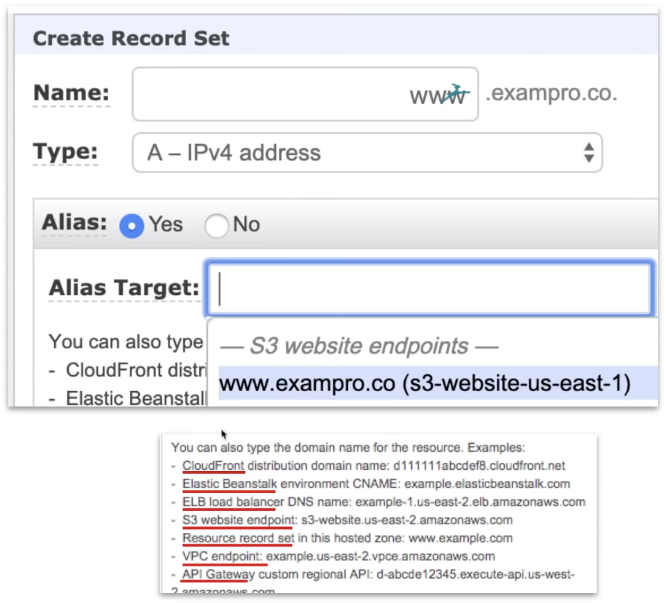 Create Record Set
Name: www .exampro.co.
Type: A – IPv4 address
Alias: Yes No
Alias Target:
You can also type
— S3 website endpoints —
- CloudFront distri
www.exampro.co (s3-website-us-east-1)
- Elastic Beanstal
You can also type the domain name for the resource. Examples:
- CloudFront distribution domain name: d111111abcdef8.cloudfront.net
- Elastic Beanstalk environment CNAME: example.elasticbeanstalk.com
- ELB load balancer DNS name: example-1.us-east-2.elb.amazonaws.com
- S3 website endpoint: s3-website.us-east-2.amazonaws.com
- Resource record set in this hosted zone: www.example.com
- VPC endpoint: example.us-east-2.vpce.amazonaws.com
- API Gateway custom regional API: d-abcde12345.execute-api.us-west-
2.amazonaws.com